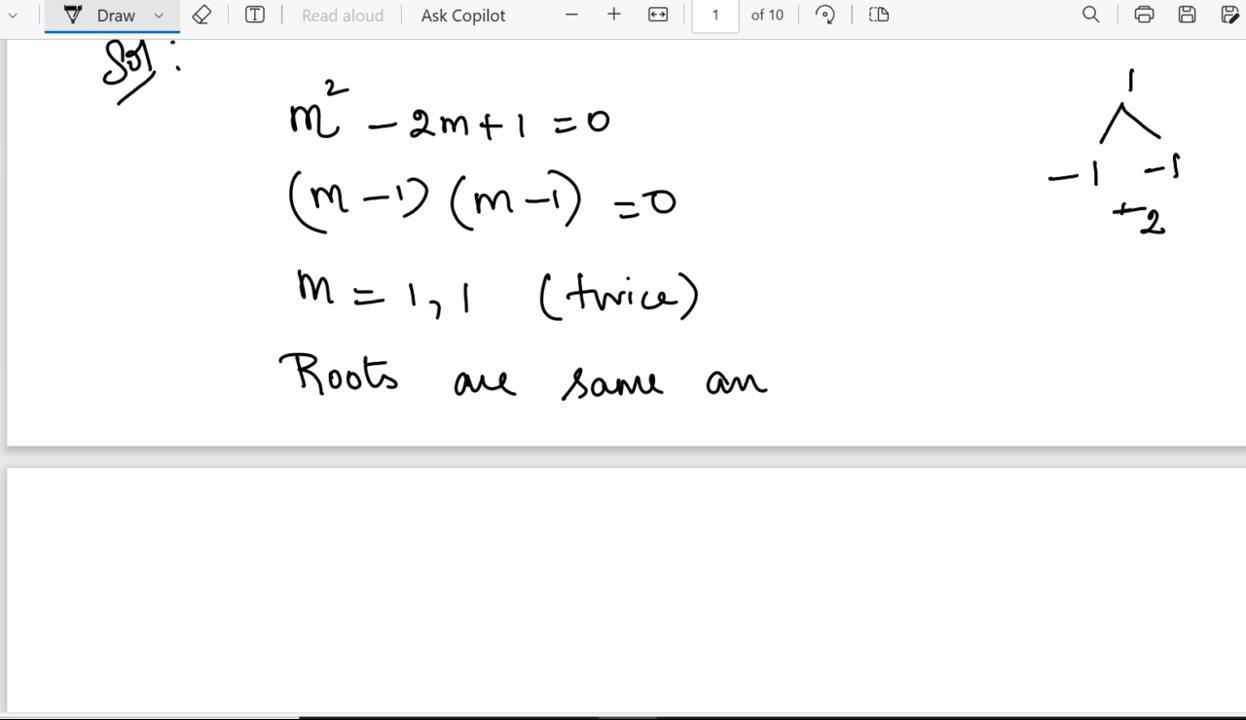 Draw
Read aloud
Ask Copilot
1
of 10
Sol :
m² - 2m + 1 = 0
(m - 1) (m - 1) = 0
m = 1, 1 (twice)
Roots are same an
1
-1 -1
-2